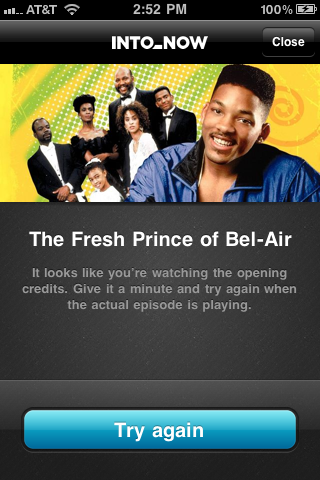 AT&T 2:52 PM 100%
INTO_NOW Close
The Fresh Prince of Bel-Air
It looks like you're watching the opening
credits. Give it a minute and try again when
the actual episode is playing.
Try again